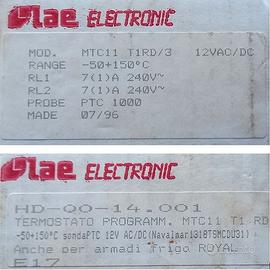 lae ELECTRONIC
MOD. MTC11 T1RD/3 12VAC/DC
RANGE -50+150°C
RL1 7(1)A 240V~
RL2 7(1)A 240V~
PROBE PTC 1000
MADE 07/96
lae ELECTRONIC
HD-QO-14.001
TERMOSTATO PROGRAMM. MTC11 T1 RD
-50+150°C sondaPTC 12V AC/DC
Anche per armadi frigo ROYAL
E17